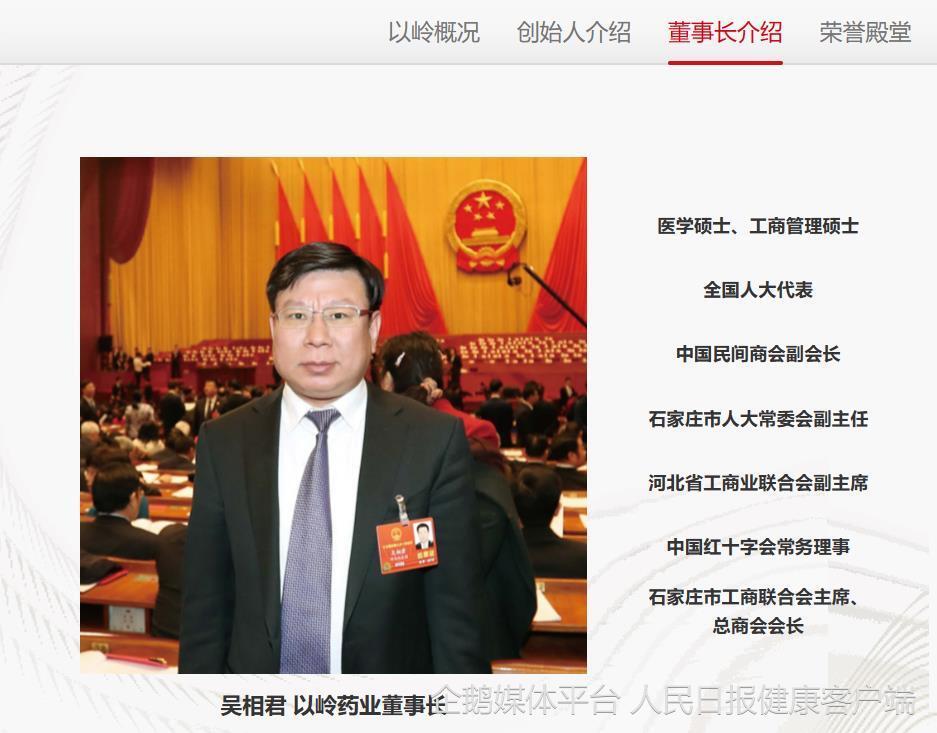 以岭概况 创始人介绍 董事长介绍 荣誉殿堂
医学硕士、工商管理硕士
全国人大代表
中国民间商会副会长
石家庄市人大常委会副主任
河北省工商业联合会副主席
中国红十字会常务理事
石家庄市工商联合会主席、
总商会会长
吴相君 以岭药业董事长
企鹅媒体平台 人民日报健康客户端